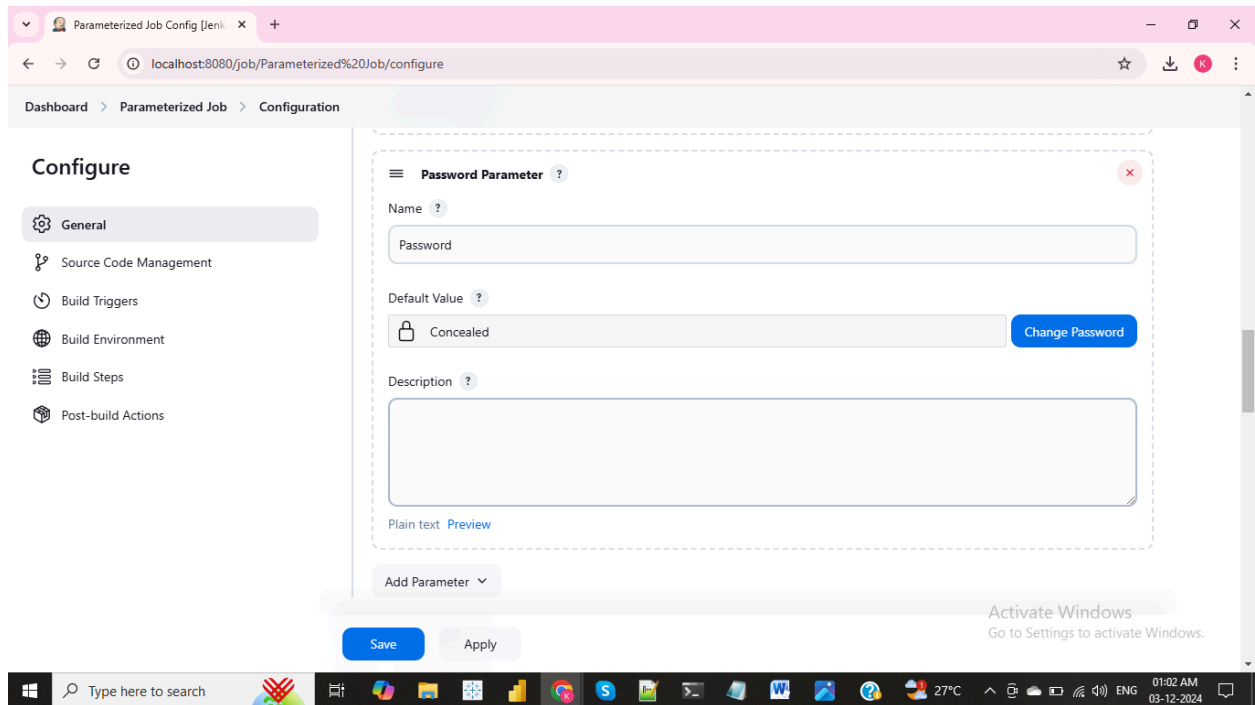 Parameterized Job Config [Jenk
localhost:8080/job/Parameterized%20Job/configure
K
Dashboard > Parameterized Job > Configuration
Configure
General
Source Code Management
Build Triggers
Build Environment
Build Steps
Post-build Actions
Password Parameter ?
Name ?
Password
Default Value ?
Concealed
Change Password
Description ?
Plain text Preview
Add Parameter
Save Apply
Activate Windows
Go to Settings to activate Windows.
Type here to search
27°C
ENG
01:02 AM
03-12-2024